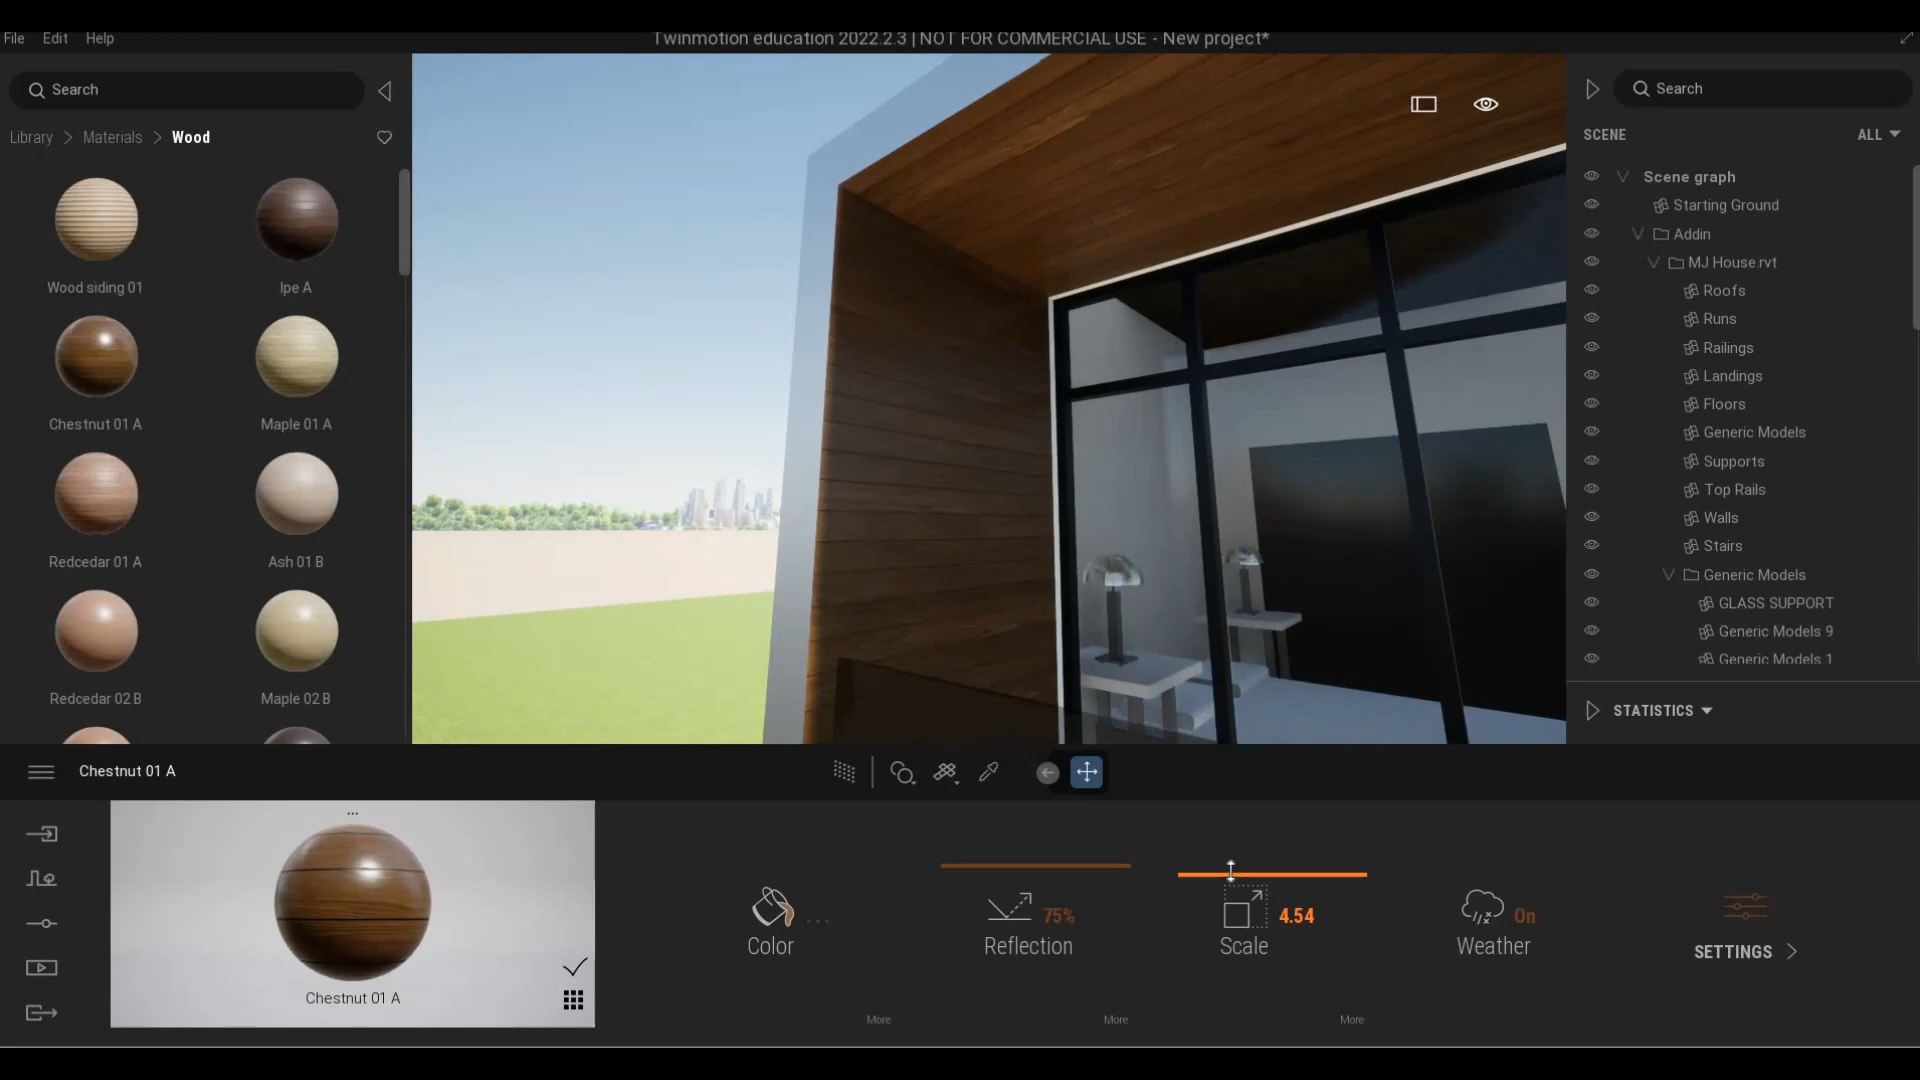 File Edit Help
Twinmotion education 2022.2.3 | NOT FOR COMMERCIAL USE - New project*
Search
Library > Materials > Wood
Wood siding 01
Ipe A
Chestnut 01 A
Maple 01 A
Redcedar 01 A
Ash 01 B
Redcedar 02 B
Maple 02 B
Search
SCENE
ALL
Scene graph
Starting Ground
Addin
MJ House.rvt
Roofs
Runs
Railings
Landings
Floors
Generic Models
Supports
Top Rails
Walls
Stairs
Generic Models
GLASS SUPPORT
Generic Models 9
Generic Models 1
STATISTICS
Chestnut 01 A
...
Chestnut 01 A
Color ...
More
75%
Reflection
More
4.54
Scale
More
On
Weather
SETTINGS